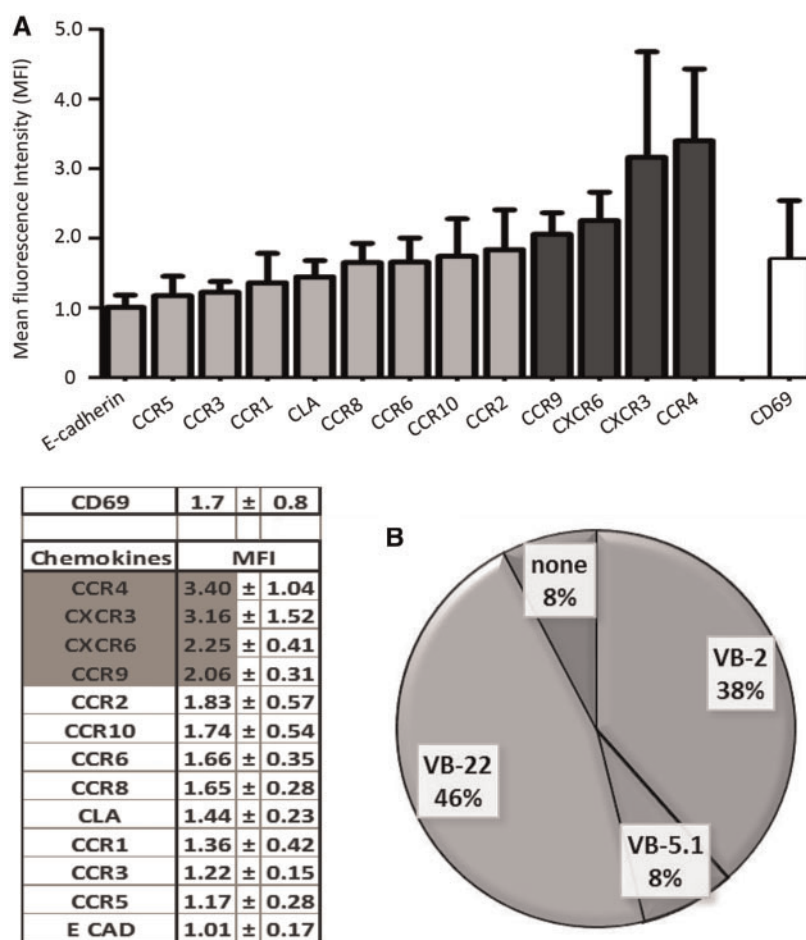 A
Mean fluorescence Intensity (MFI)
5.0
4.0
3.0
2.0
1.0
0
E-cadherin
CCR5
CCR3
CCR1
CLA
CCR8
CCR6
CCR10
CCR2
CCR9
CXCR6
CXCR3
CCR4
CD69
CD69 1.7 ± 0.8
Chemokines MFI
CCR4 3.40 ± 1.04
CXCR3 3.16 ± 1.52
CXCR6 2.25 ± 0.41
CCR9 2.06 ± 0.31
CCR2 1.83 ± 0.57
CCR10 1.74 ± 0.54
CCR6 1.66 ± 0.35
CCR8 1.65 ± 0.28
CLA 1.44 ± 0.23
CCR1 1.36 ± 0.42
CCR3 1.22 ± 0.15
CCR5 1.17 ± 0.28
E CAD 1.01 ± 0.17
B
none
8%
VB-2
38%
VB-22
46%
VB-5.1
8%